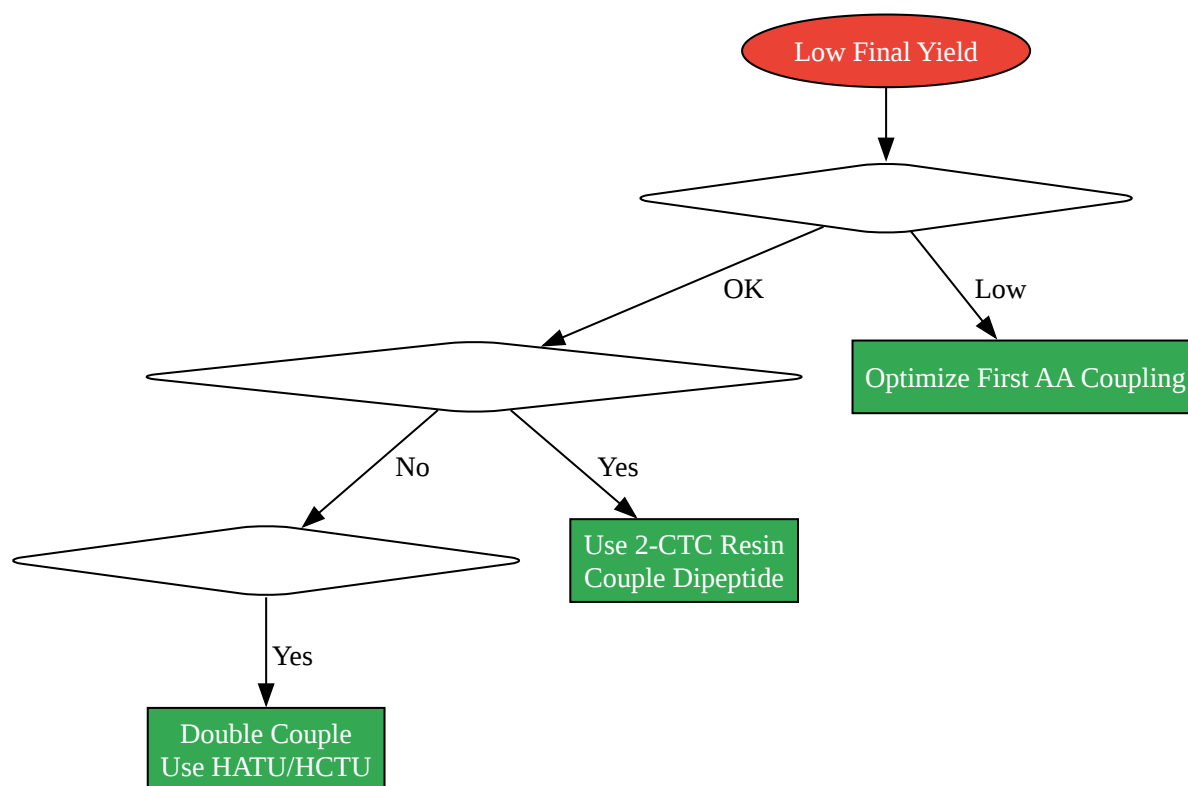 Low Final Yield
OK
Low
Optimize First AA Coupling
No
Yes
Use 2-CTC Resin
Couple Dipeptide
Yes
Double Couple
Use HATU/HCTU